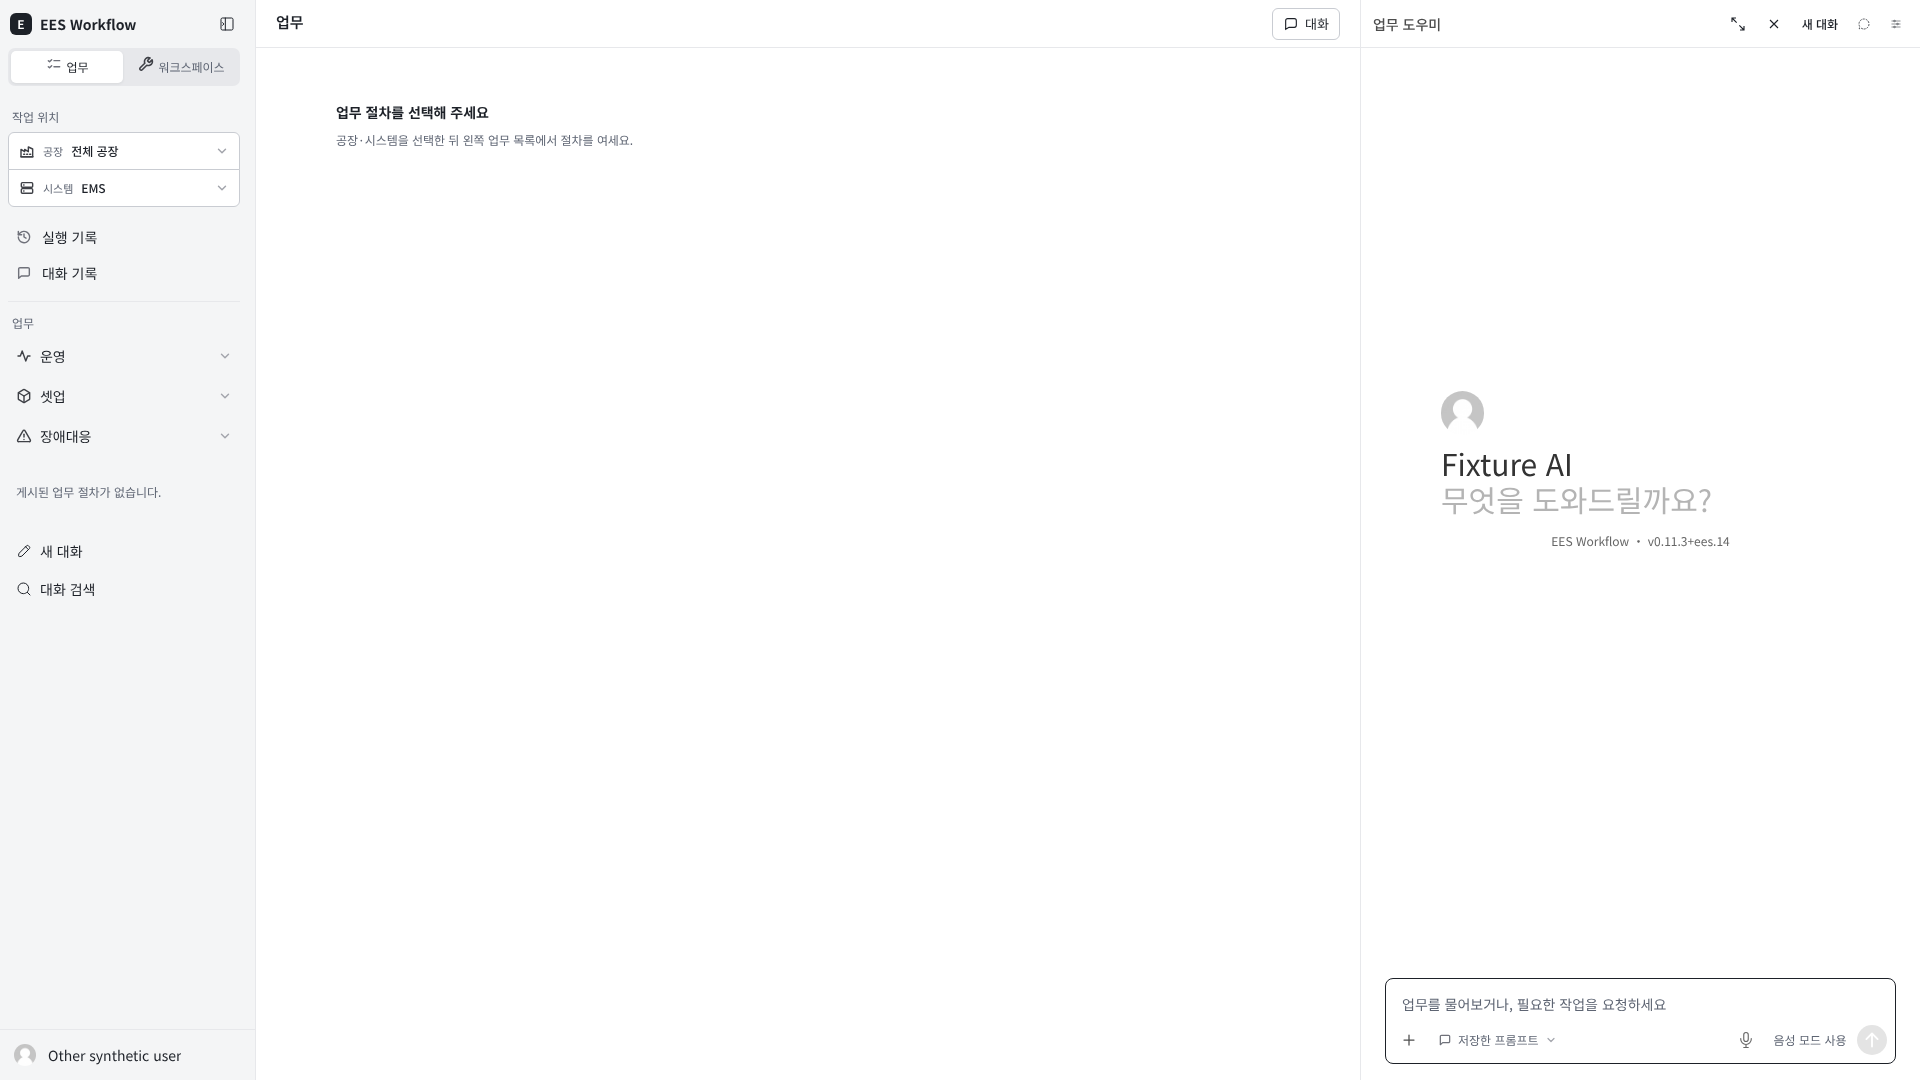 E EES Workflow
업무
워크스페이스
작업 위치
공장 전체 공장
시스템 EMS
실행 기록
대화 기록
업무
운영
셋업
장애대응
게시된 업무 절차가 없습니다.
새 대화
대화 검색
Other synthetic user
업무
대화
업무 절차를 선택해 주세요
공장·시스템을 선택한 뒤 왼쪽 업무 목록에서 절차를 여세요.
업무 도우미
새 대화
Fixture AI
무엇을 도와드릴까요?
EES Workflow • v0.11.3+ees.14
업무를 물어보거나, 필요한 작업을 요청하세요
저장한 프롬프트
음성 모드 사용